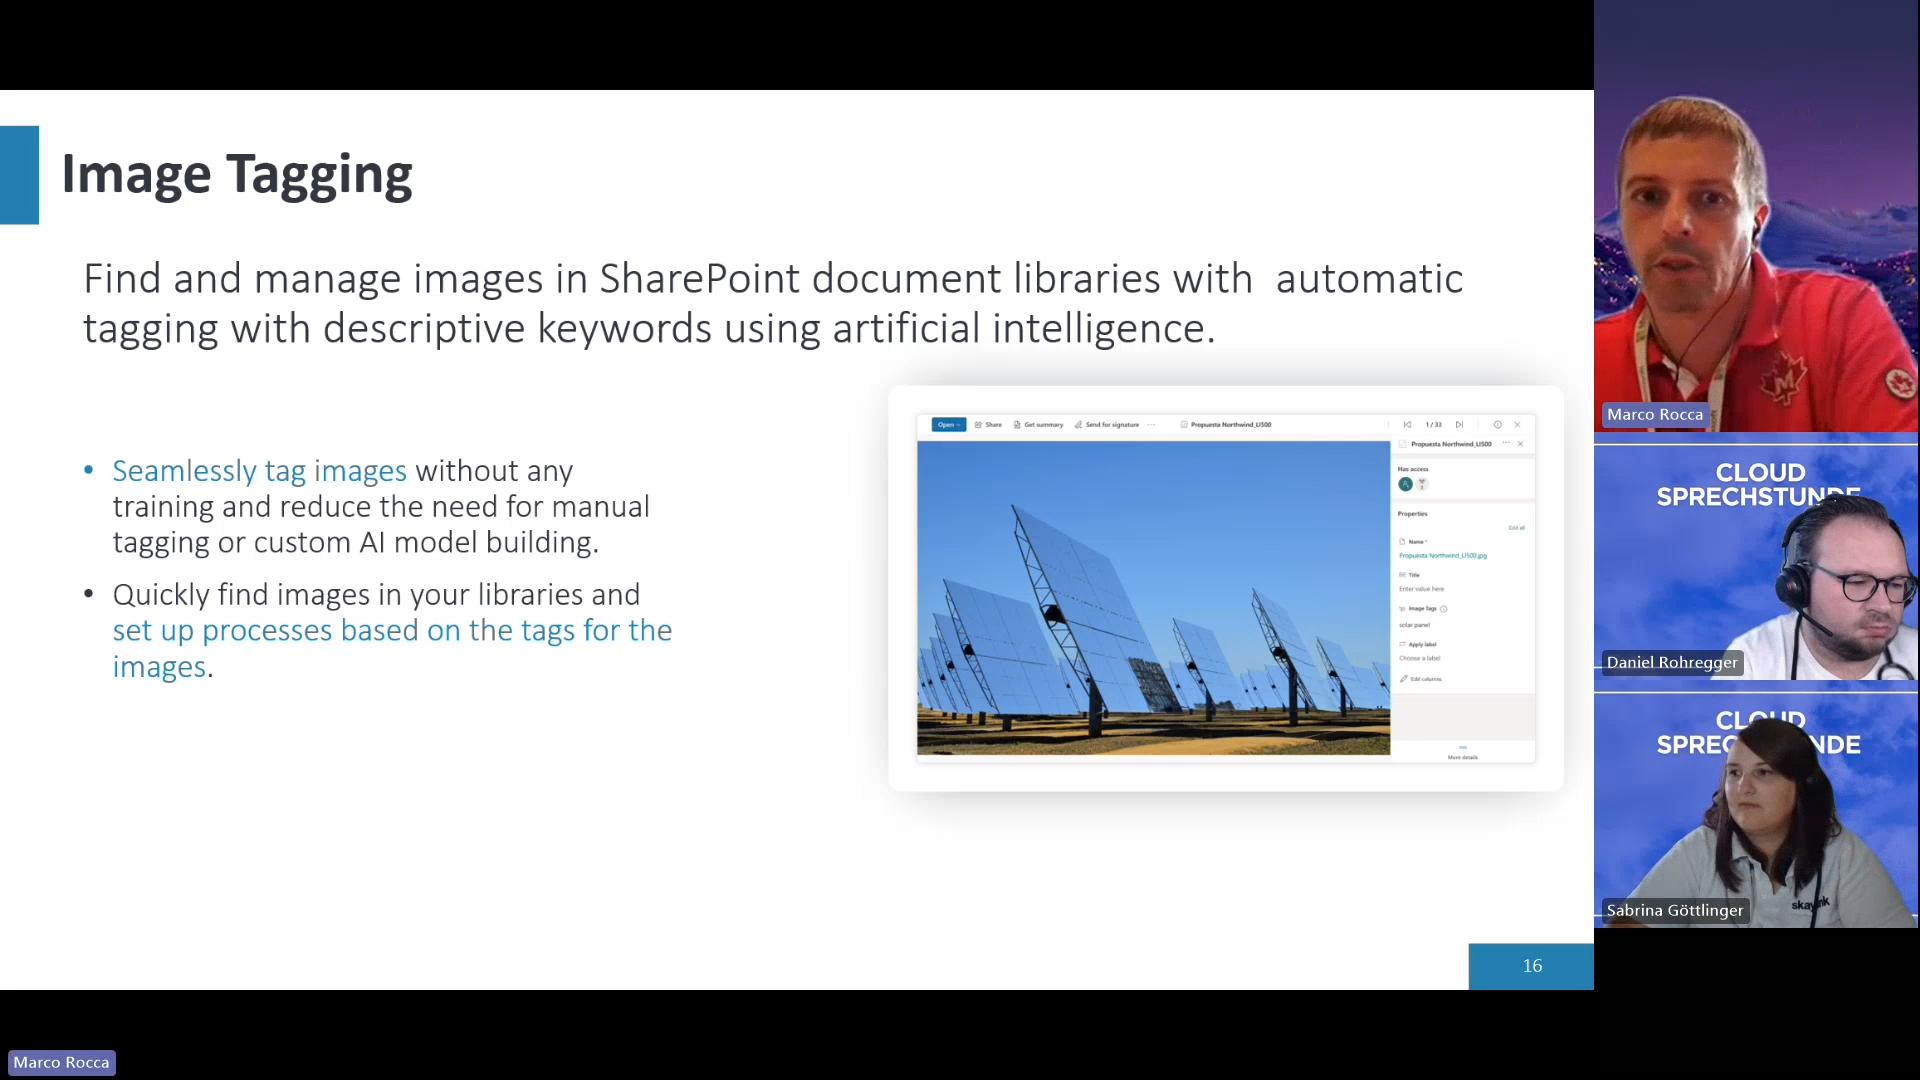 Image Tagging
Find and manage images in SharePoint document libraries with automatic
tagging with descriptive keywords using artificial intelligence.
• Seamlessly tag images without any
training and reduce the need for manual
tagging or custom AI model building.
• Quickly find images in your libraries and
set up processes based on the tags for the
images.
Open
Share
Get summary
Send for signature
Propuesta Northwind_LI500
1 / 33
Propuesta Northwind_LI500
Has access
Properties
Edit all
Name *
Propuesta Northwind_LI500.jpg
Title
Enter value here
Image Tags
solar panel
Apply label
Choose a label
Edit columns
More details
16
Marco Rocca
Marco Rocca
CLOUD
SPRECHSTUNDE
Daniel Rohregger
CLOUD
NDE
Sabrina Göttlinger